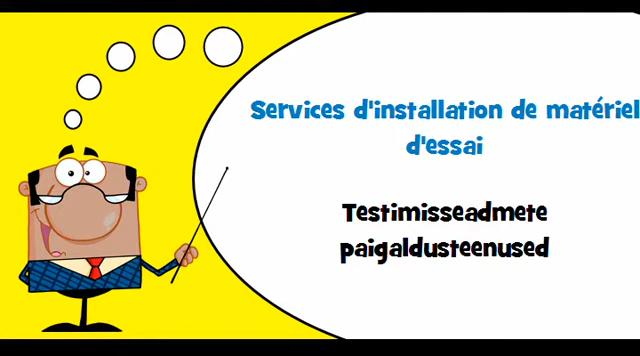 Services d'installation de matériel
d'essai
Testimisseadmete
paigaldusteenused